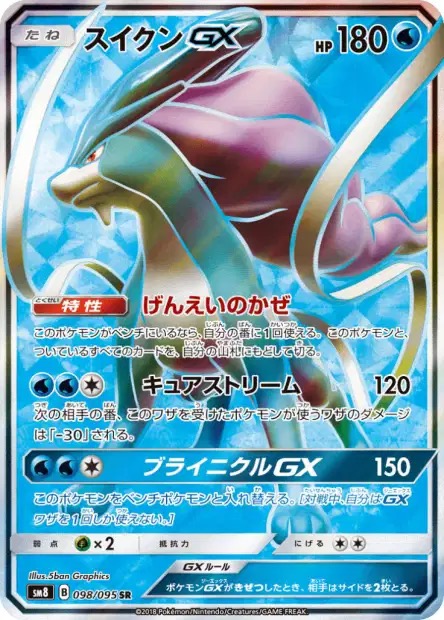 たね スイケンGX HP 180
とくせい
特性 げんえいのかぜ
このポケモンがベンチにいるなら、自分の番に1回使える。このポケモンと、
ついているすべてのカードを、自分の山札にもどして切る。
キュアストリーム 120
次の相手の番、このワザを受けたポケモンが使うワザのダメージ
は「-30」される。
ブライニクルGX 150
このポケモンをベンチポケモンと入れ替える。[対戦中、自分はGX
ワザを1回しか使えない。]
弱点 ×2 抵抗力 にげる
GXルール
ポケモンGXがきぜつしたとき、相手はサイドを2枚とる。
Illus.5ban Graphics
SM8 B 098/095 SR
©2018 Pokémon/Nintendo/Creatures/GAME FREAK.